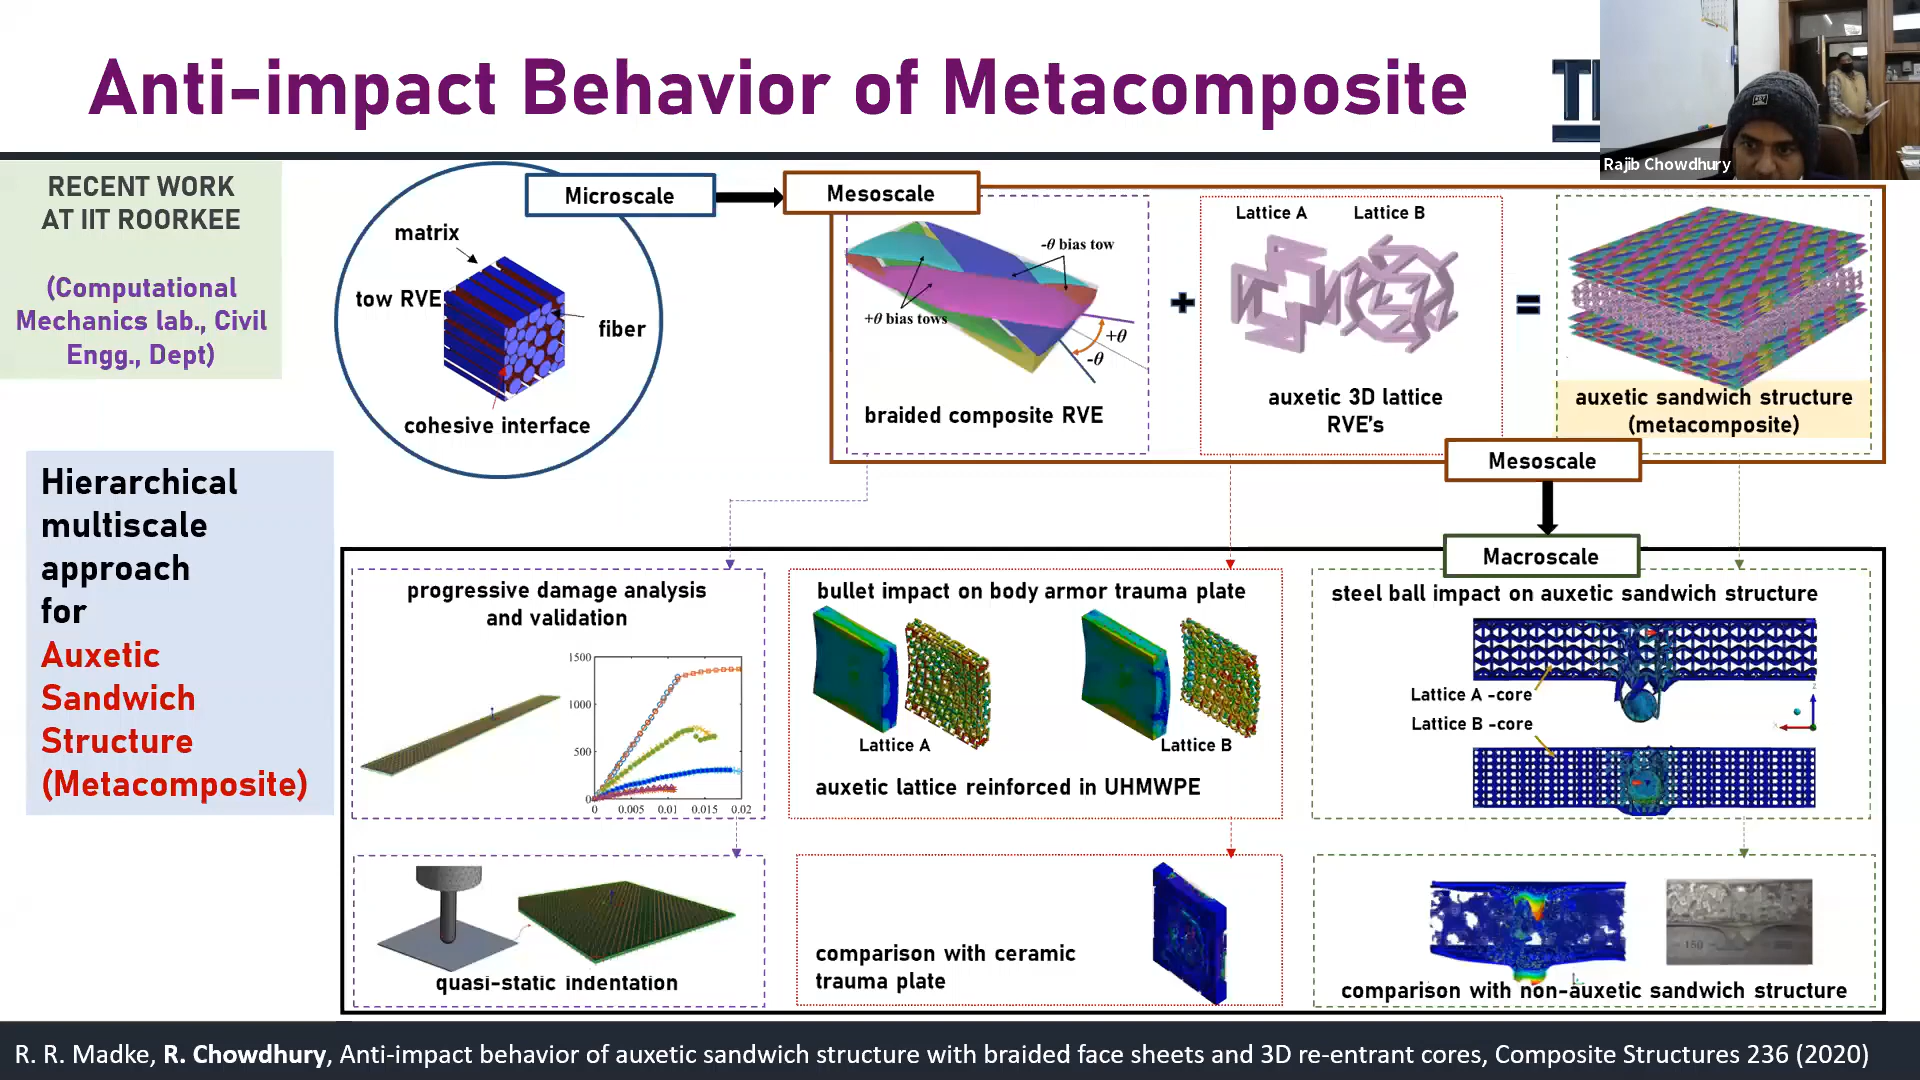 Anti-impact Behavior of Metacomposite
Rajib Chowdhury
RECENT WORK
AT IIT ROORKEE
(Computational
Mechanics lab., Civil
Engg., Dept)
Hierarchical
multiscale
approach
for
Auxetic
Sandwich
Structure
(Metacomposite)
Microscale
matrix
tow RVE
fiber
cohesive interface
Mesoscale
-θ bias tow
+θ bias tows
+θ
-θ
braided composite RVE
+
Lattice A
Lattice B
auxetic 3D lattice
RVE's
=
auxetic sandwich structure
(metacomposite)
Mesoscale
Macroscale
progressive damage analysis
and validation
1500
1000
500
0
0 0.005 0.01 0.015 0.02
quasi-static indentation
bullet impact on body armor trauma plate
Lattice A
Lattice B
auxetic lattice reinforced in UHMWPE
comparison with ceramic
trauma plate
steel ball impact on auxetic sandwich structure
Lattice A -core
Lattice B -core
150
comparison with non-auxetic sandwich structure
R. R. Madke, R. Chowdhury, Anti-impact behavior of auxetic sandwich structure with braided face sheets and 3D re-entrant cores, Composite Structures 236 (2020)